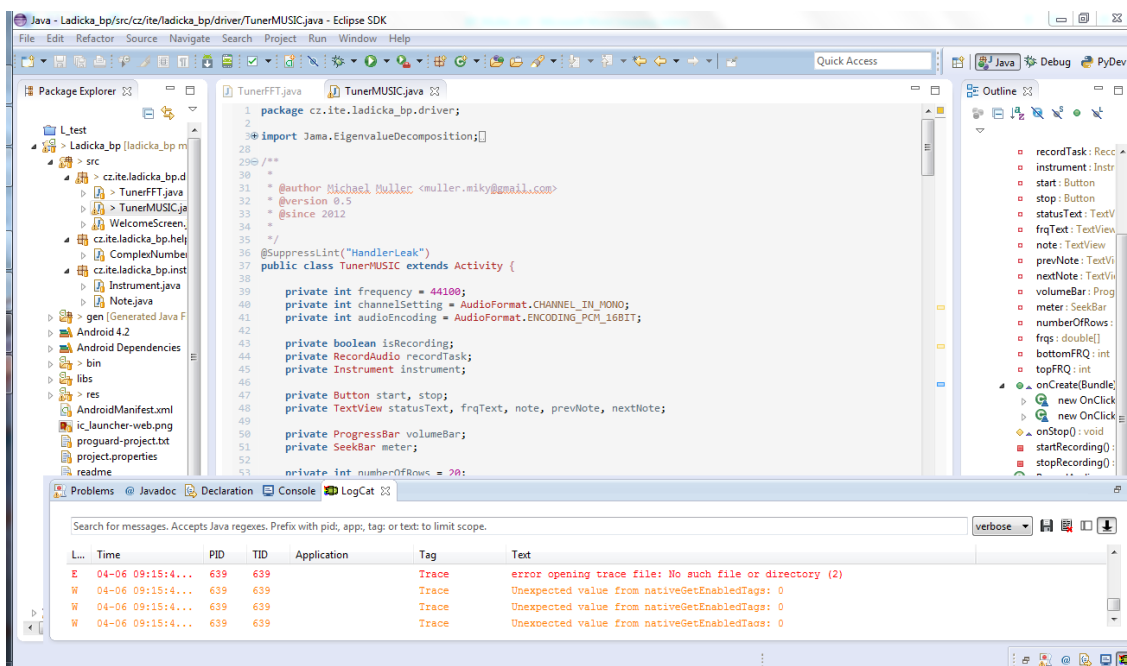 Java - Ladicka_bp/src/cz/ite/ladicka_bp/driver/TunerMUSIC.java - Eclipse SDK
File Edit Refactor Source Navigate Search Project Run Window Help
Quick Access
Java
Debug
PyDev
Package Explorer
L_test
> Ladicka_bp [ladicka_bp m
> src
> cz.ite.ladicka_bp.d
> TunerFFT.java
> TunerMUSIC.ja
WelcomeScreen.
cz.ite.ladicka_bp.help
ComplexNumber
cz.ite.ladicka_bp.inst
Instrument.java
Note.java
> gen [Generated Java F
Android 4.2
Android Dependencies
> bin
libs
> res
AndroidManifest.xml
ic_launcher-web.png
proguard-project.txt
project.properties
readme
TunerFFT.java
TunerMUSIC.java
1 package cz.ite.ladicka_bp.driver;
2
3 import Jama.EigenvalueDecomposition;
28
29 /**
30 *
31 * @author Michael Muller <muller.miky@gmail.com>
32 * @version 0.5
33 * @since 2012
34 *
35 */
36 @SuppressLint("HandlerLeak")
37 public class TunerMUSIC extends Activity {
38
39 private int frequency = 44100;
40 private int channelSetting = AudioFormat.CHANNEL_IN_MONO;
41 private int audioEncoding = AudioFormat.ENCODING_PCM_16BIT;
42
43 private boolean isRecording;
44 private RecordAudio recordTask;
45 private Instrument instrument;
46
47 private Button start, stop;
48 private TextView statusText, frqText, note, prevNote, nextNote;
49
50 private ProgressBar volumeBar;
51 private SeekBar meter;
52
53 private int numberOfRows = 20;
Outline
recordTask : Recc
instrument : Instr
start : Button
stop : Button
statusText : TextV
frqText : TextView
note : TextView
prevNote : TextVi
nextNote : TextVi
volumeBar : Prog
meter : SeekBar
numberOfRows :
frqs : double[]
bottomFRQ : int
topFRQ : int
onCreate(Bundle)
new OnClick
new OnClick
onStop() : void
startRecording() :
stopRecording() :
Problems @ Javadoc Declaration Console LogCat
Search for messages. Accepts Java regexes. Prefix with pid:, app:, tag: or text: to limit scope.
verbose
L... Time PID TID Application Tag Text
E 04-06 09:15:4... 639 639 Trace error opening trace file: No such file or directory (2)
W 04-06 09:15:4... 639 639 Trace Unexpected value from nativeGetEnabledTags: 0
W 04-06 09:15:4... 639 639 Trace Unexpected value from nativeGetEnabledTags: 0
W 04-06 09:15:4... 639 639 Trace Unexpected value from nativeGetEnabledTags: 0